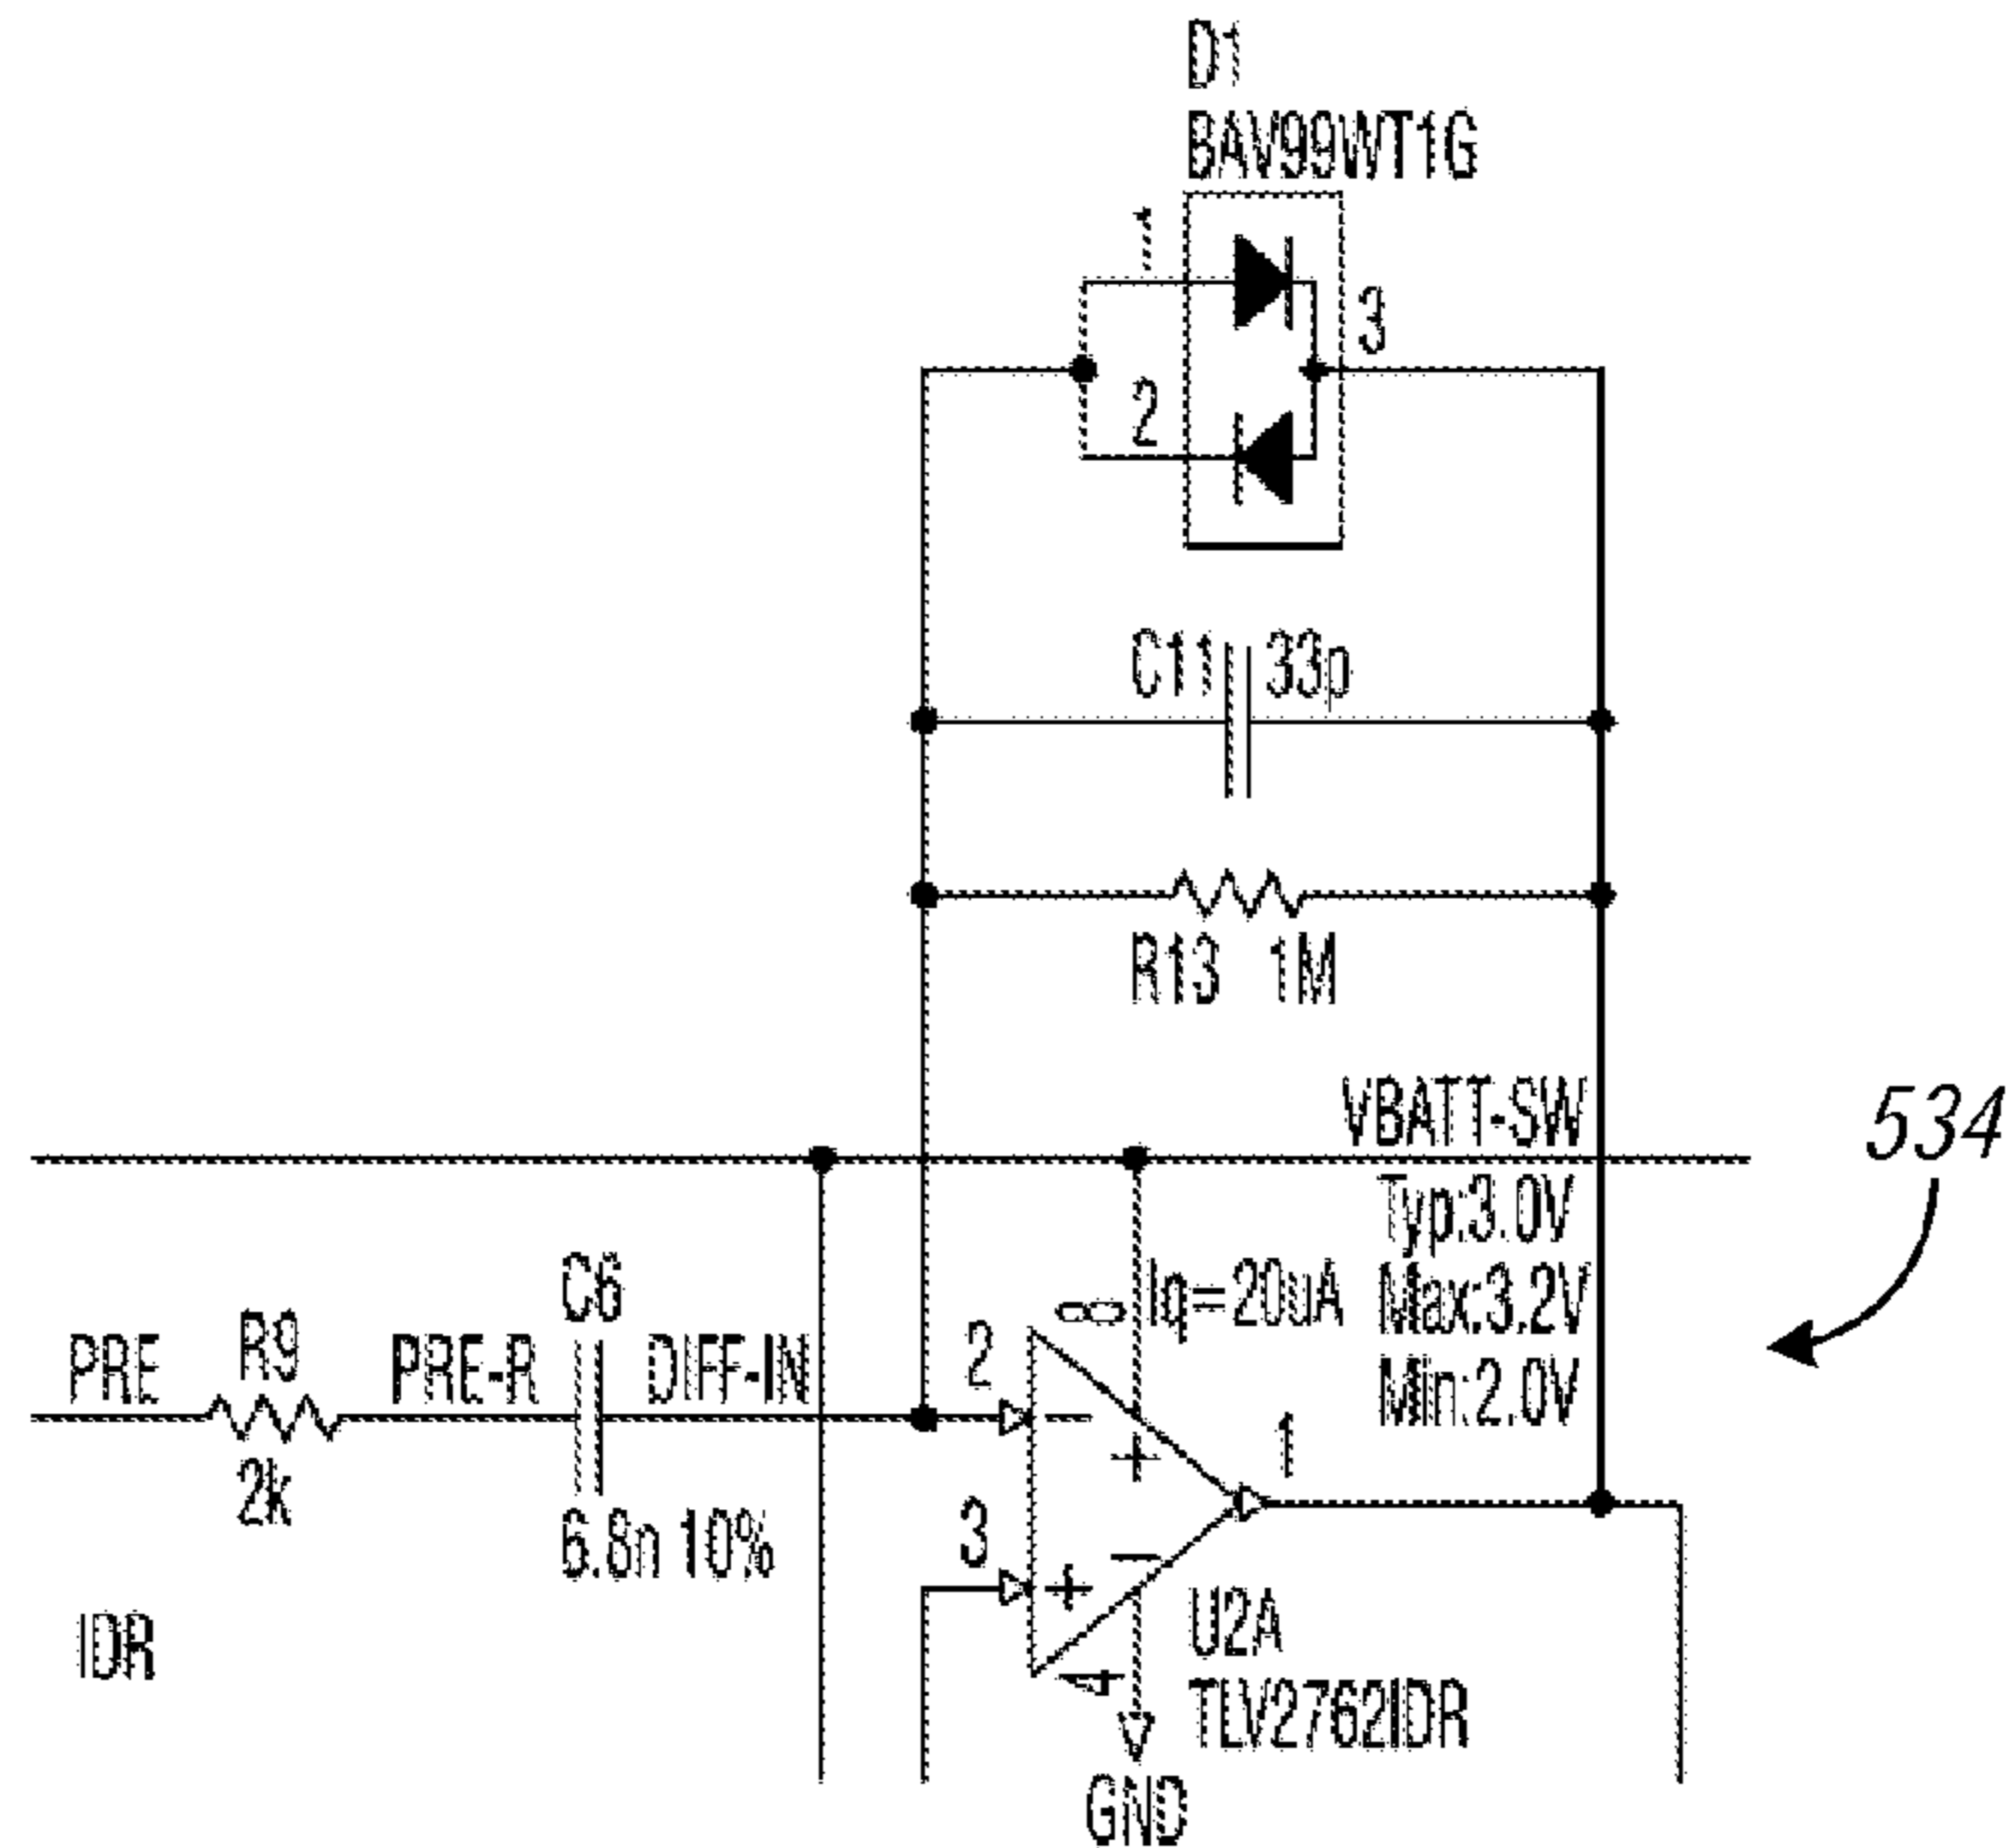 D1
BAV99WT1G
1
3
2
C11 33p
R13 1M
VBATT-SW
534
Typ:3.0V
8 Iq=20uA Max:3.2V
Min:2.0V
C6
PRE R9 PRE-R DIFF-IN 2
2k
6.8n 10%
1
3
IDR
U2A
4
TLV2762IDR
GND